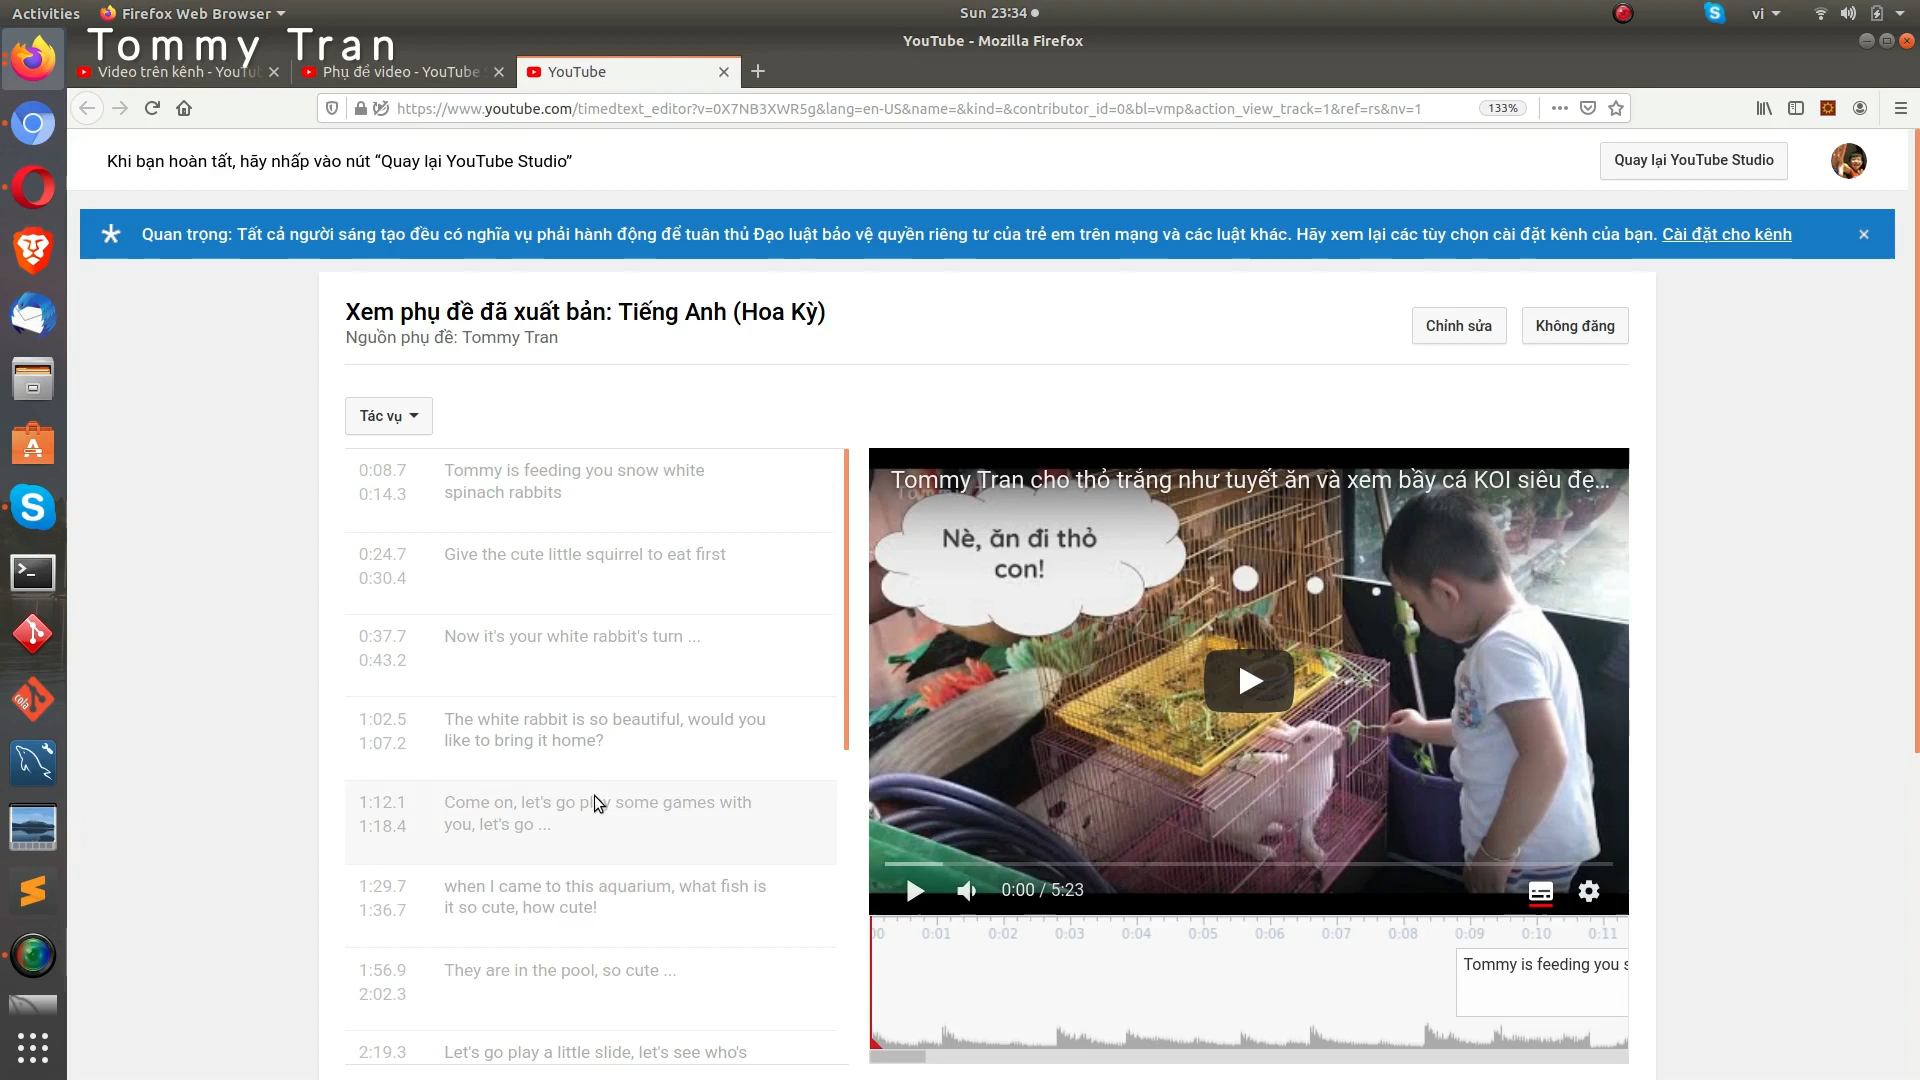 Activities
Firefox Web Browser
Sun 23:34
vi
YouTube - Mozilla Firefox
Tommy Tran
Video trên kênh - YouTu
Phụ đề video - YouTube
YouTube
https://www.youtube.com/timedtext_editor?v=0X7NB3XWR5g&lang=en-US&name=&kind=&contributor_id=0&bl=vmp&action_view_track=1&ref=rs&nv=1
133%
Khi bạn hoàn tất, hãy nhấp vào nút “Quay lại YouTube Studio”
Quay lại YouTube Studio
Quan trọng: Tất cả người sáng tạo đều có nghĩa vụ phải hành động để tuân thủ Đạo luật bảo vệ quyền riêng tư của trẻ em trên mạng và các luật khác. Hãy xem lại các tùy chọn cài đặt kênh của bạn. Cài đặt cho kênh
Xem phụ đề đã xuất bản: Tiếng Anh (Hoa Kỳ)
Nguồn phụ đề: Tommy Tran
Chỉnh sửa
Không đăng
Tác vụ
0:08.7 Tommy is feeding you snow white
0:14.3 spinach rabbits
0:24.7 Give the cute little squirrel to eat first
0:30.4
0:37.7 Now it's your white rabbit's turn ...
0:43.2
1:02.5 The white rabbit is so beautiful, would you
1:07.2 like to bring it home?
1:12.1 Come on, let's go play some games with
1:18.4 you, let's go ...
1:29.7 when I came to this aquarium, what fish is
1:36.7 it so cute, how cute!
1:56.9 They are in the pool, so cute ...
2:02.3
2:19.3 Let's go play a little slide, let's see who's
Tommy Tran cho thỏ trắng như tuyết ăn và xem bầy cá KOI siêu đẹ...
Nè, ăn đi thỏ
con!
0:00 / 5:23
00 0:01 0:02 0:03 0:04 0:05 0:06 0:07 0:08 0:09 0:10 0:11
Tommy is feeding you s